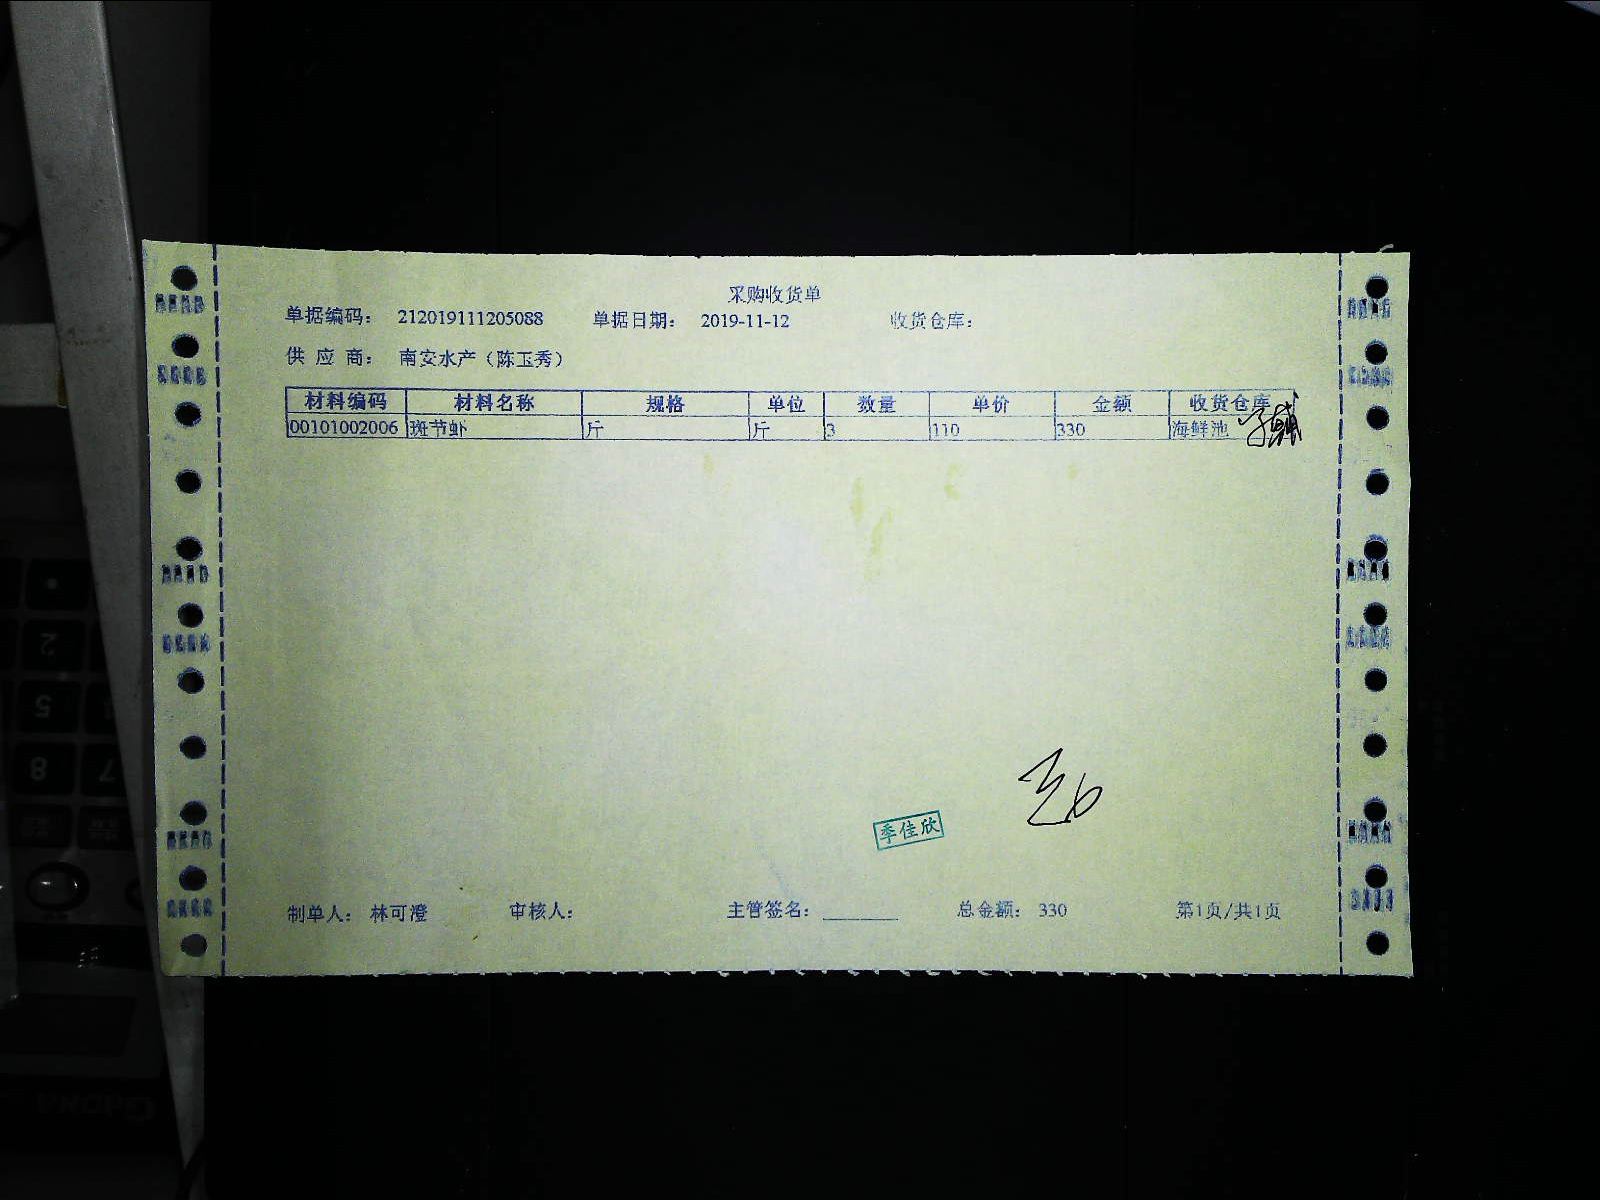 采购收货单
单据编码： 212019111205088 单据日期： 2019-11-12 收货仓库：
供 应 商： 南安水产（陈玉秀）
材料编码 材料名称 规格 单位 数量 单价 金额 收货仓库
00101002006 斑节虾 斤 斤 3 110 330 海鲜池
季佳欣
制单人： 林可澄 审核人： 主管签名： ________ 总金额： 330 第1页/共1页